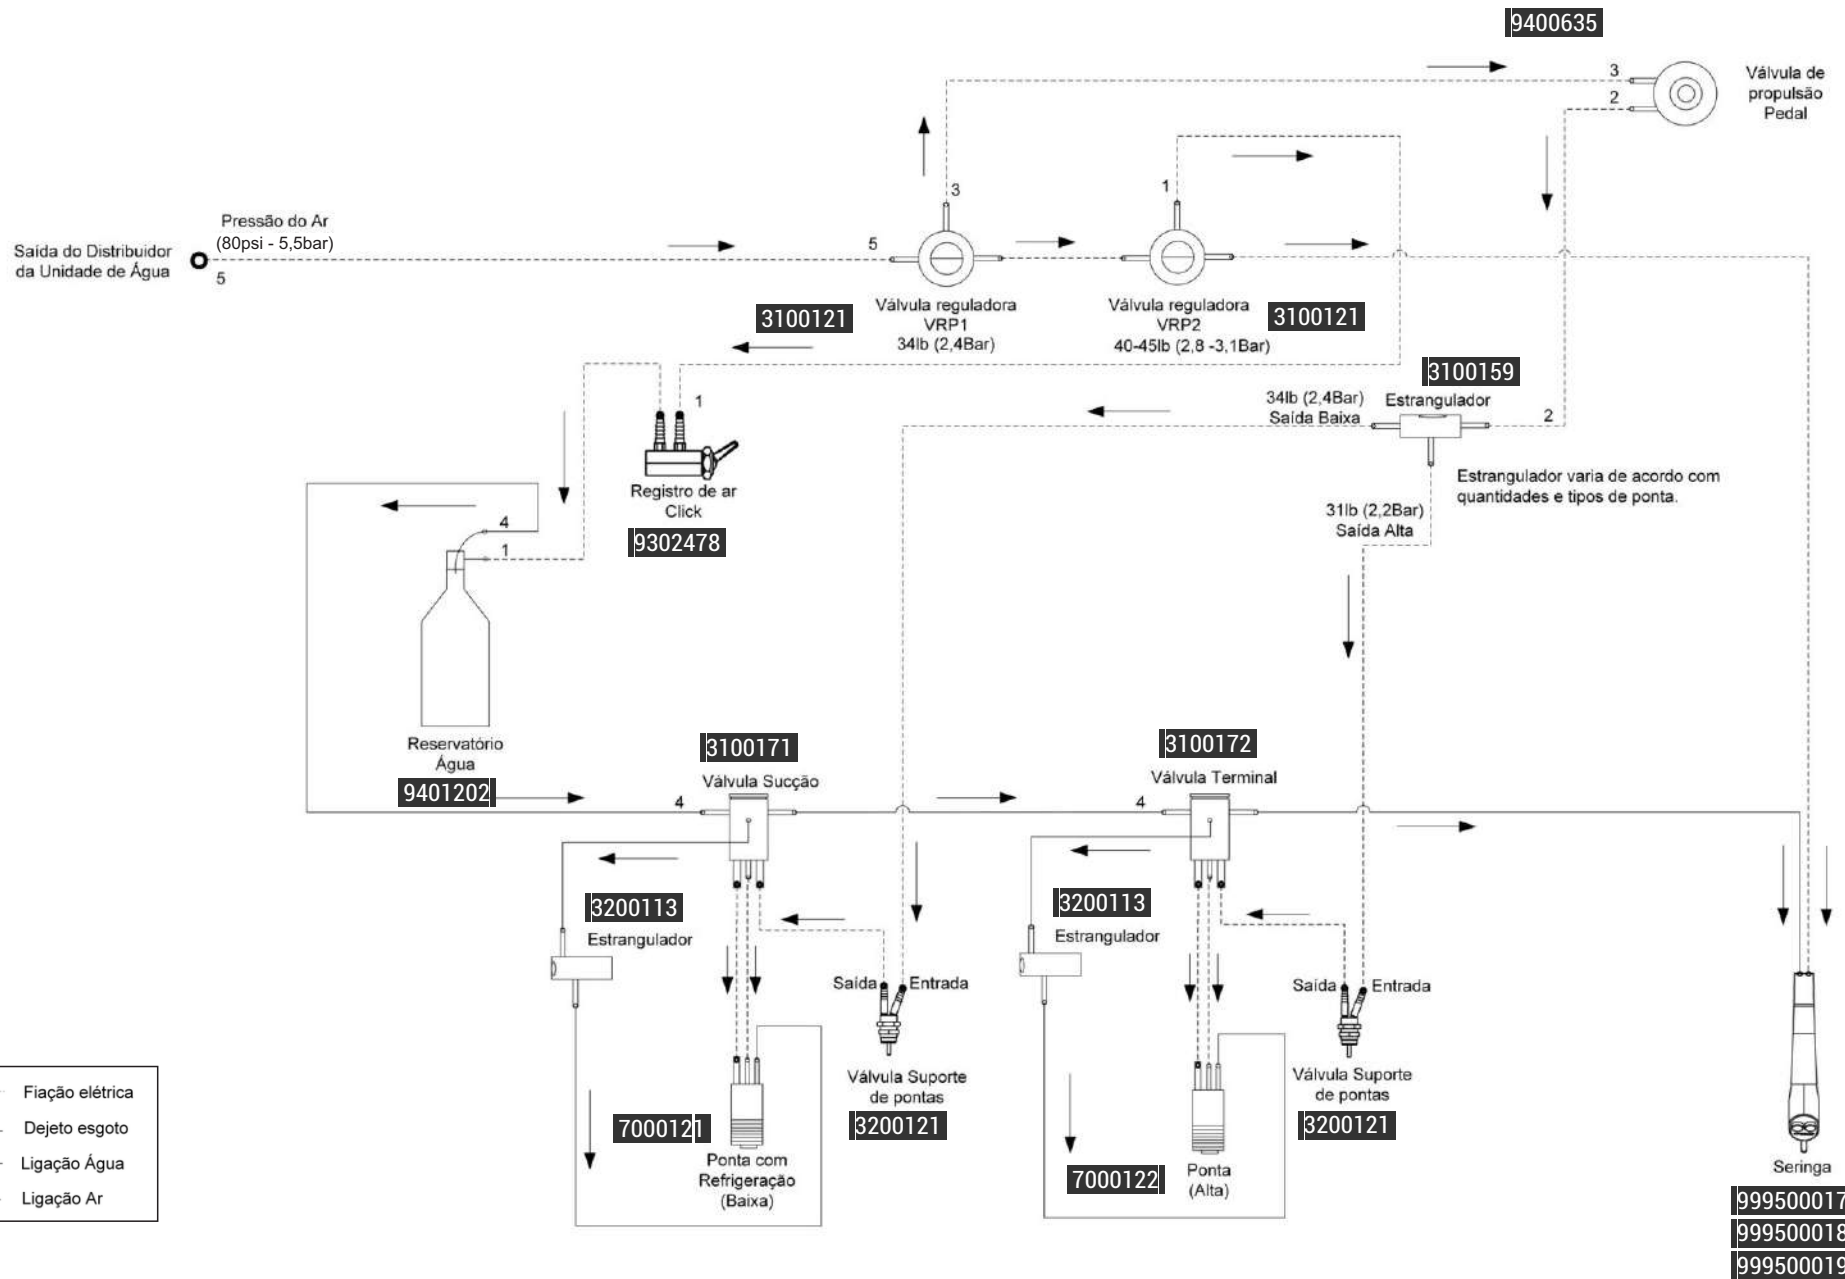 9400635
3
2
Válvula de
propulsão
Pedal
1
3
Pressão do Ar
(80psi - 5,5bar)
Saída do Distribuidor
da Unidade de Água
5
5
Válvula reguladora
VRP1
34lb (2,4Bar)
3100121
Válvula reguladora
VRP2
40-45lb (2,8 -3,1Bar)
3100121
3100159
34lb (2,4Bar)
Saída Baixa
Estrangulador
2
1
Registro de ar
Click
9302478
Estrangulador varia de acordo com
quantidades e tipos de ponta.
31lb (2,2Bar)
Saída Alta
4
1
Reservatório
Água
9401202
3100171
Válvula Sucção
4
3100172
Válvula Terminal
4
3200113
Estrangulador
3200113
Estrangulador
Saída
Entrada
Saída
Entrada
Válvula Suporte
de pontas
3200121
Válvula Suporte
de pontas
3200121
7000121
Ponta com
Refrigeração
(Baixa)
7000122
Ponta
(Alta)
Seringa
999500017
999500018
999500019
Fiação elétrica
Dejeto esgoto
Ligação Água
Ligação Ar